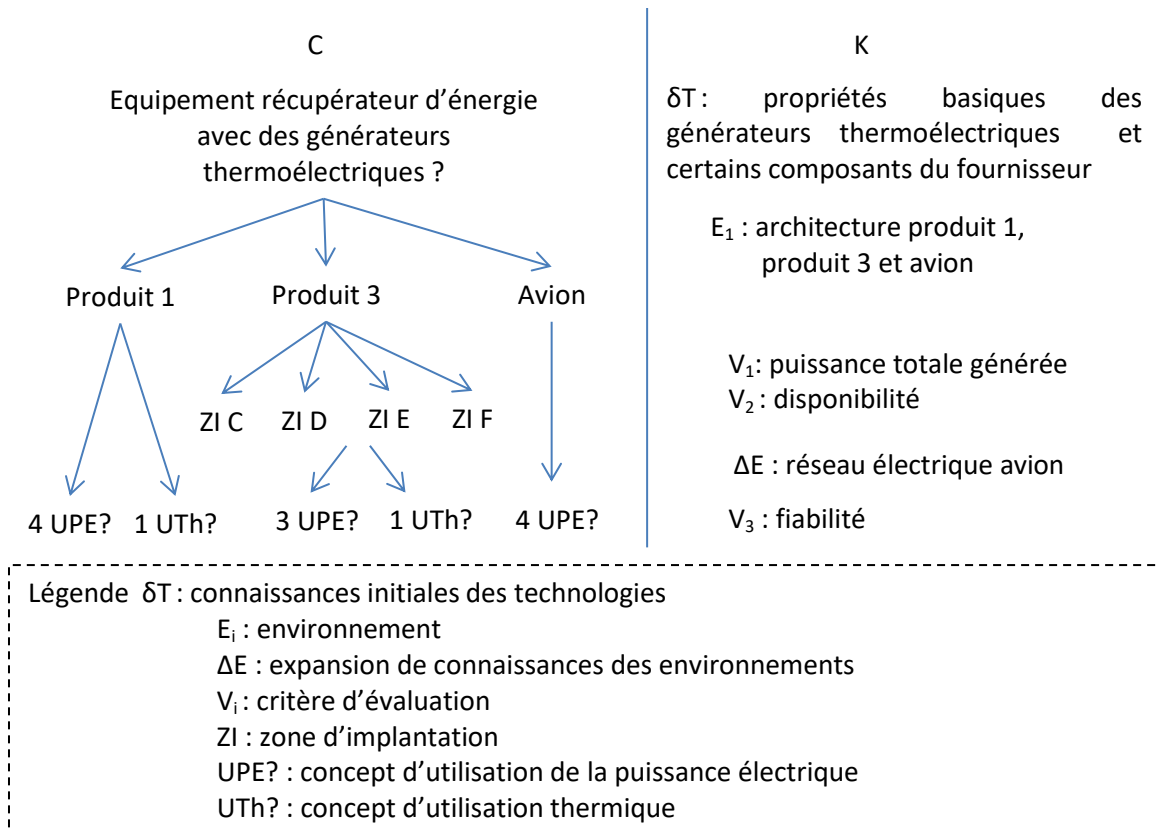 C
Equipement récupérateur d'énergie
avec des générateurs
thermoélectriques ?
Produit 1
Produit 3
Avion
ZI C
ZI D
ZI E
ZI F
4 UPE?
1 UTh?
3 UPE?
1 UTh?
4 UPE?
K
δT : propriétés basiques des
générateurs thermoélectriques et
certains composants du fournisseur
E₁ : architecture produit 1,
produit 3 et avion
V₁: puissance totale générée
V₂ : disponibilité
ΔE : réseau électrique avion
V₃ : fiabilité
Légende δT : connaissances initiales des technologies
Eᵢ : environnement
ΔE : expansion de connaissances des environnements
Vᵢ : critère d'évaluation
ZI : zone d'implantation
UPE? : concept d'utilisation de la puissance électrique
UTh? : concept d'utilisation thermique